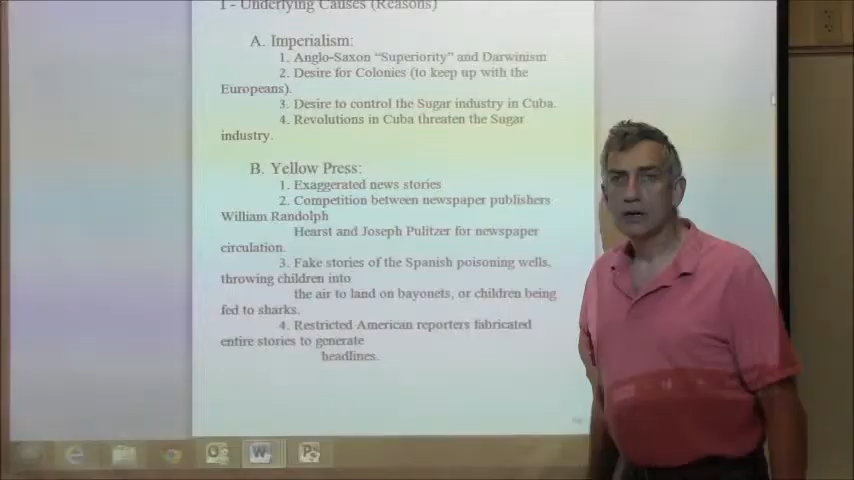 I - Underlying Causes (Reasons)
A. Imperialism:
1. Anglo-Saxon “Superiority” and Darwinism
2. Desire for Colonies (to keep up with the
Europeans).
3. Desire to control the Sugar industry in Cuba.
4. Revolutions in Cuba threaten the Sugar
industry.
B. Yellow Press:
1. Exaggerated news stories
2. Competition between newspaper publishers
William Randolph
Hearst and Joseph Pulitzer for newspaper
circulation.
3. Fake stories of the Spanish poisoning wells,
throwing children into
the air to land on bayonets, or children being
fed to sharks.
4. Restricted American reporters fabricated
entire stories to generate
headlines.